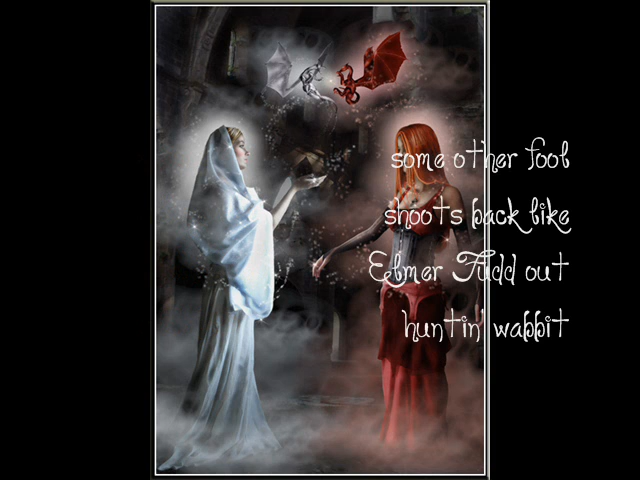 some other fool
shoots back like
Elmer Fudd out
huntin' wabbit